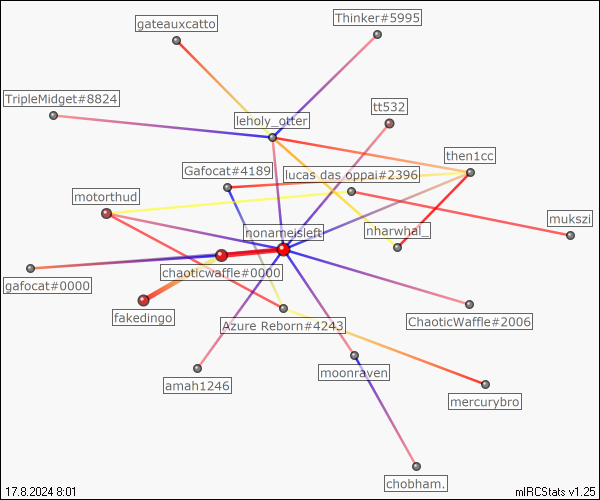 Thinker#5995
gateauxcatto
TripleMidget#8824
tt532
leholy_otter
then1cc
Gafocat#4189
lucas das oppai#2396
motorthud
mukszi
nonameisleft
nharwhal_
chaoticwaffle#0000
gafocat#0000
fakedingo
Azure Reborn#4243
ChaoticWaffle#2006
moonraven
amah1246
mercurybro
chobham.
17.8.2024 8:01
mIRCStats v1.25